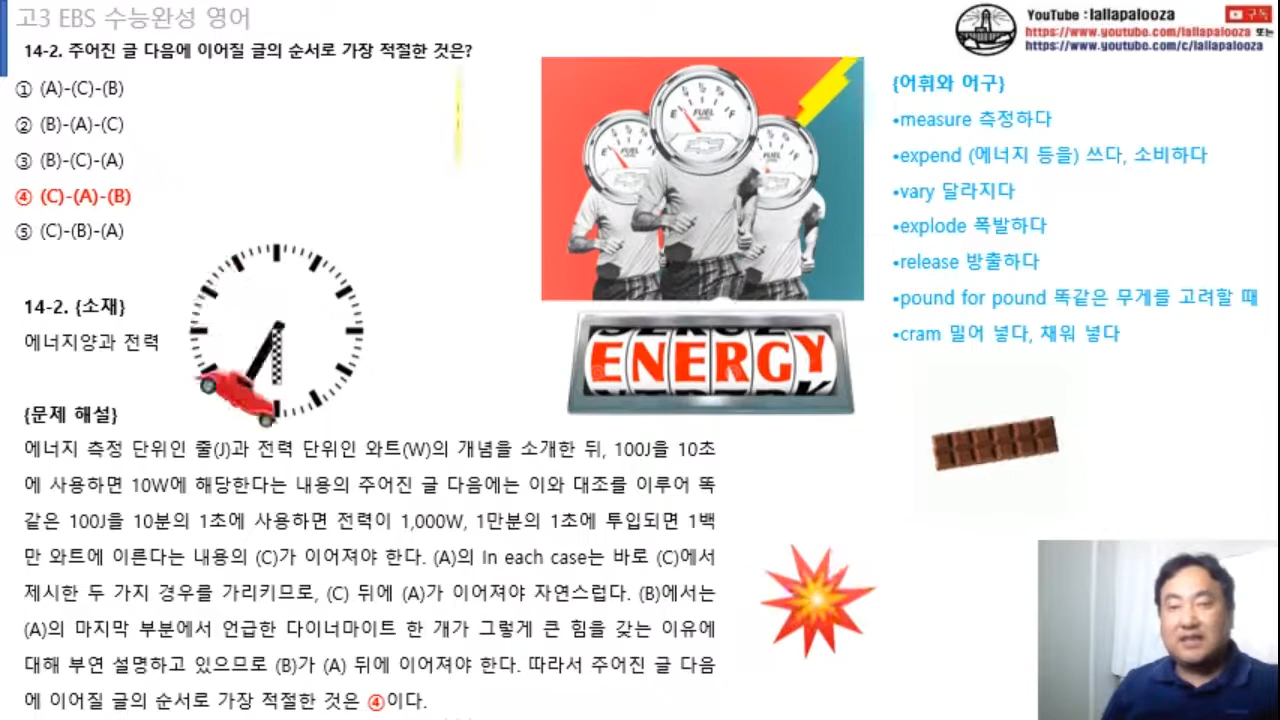 고3 EBS 수능완성 영어
14-2. 주어진 글 다음에 이어질 글의 순서로 가장 적절한 것은?
① (A)-(C)-(B)
② (B)-(A)-(C)
③ (B)-(C)-(A)
④ (C)-(A)-(B)
⑤ (C)-(B)-(A)
14-2. {소재}
에너지양과 전력
{문제 해설}
에너지 측정 단위인 줄(J)과 전력 단위인 와트(W)의 개념을 소개한 뒤, 100J을 10초
에 사용하면 10W에 해당한다는 내용의 주어진 글 다음에는 이와 대조를 이루어 똑
같은 100J을 10분의 1초에 사용하면 전력이 1,000W, 1만분의 1초에 투입되면 1백
만 와트에 이른다는 내용의 (C)가 이어져야 한다. (A)의 In each case는 바로 (C)에서
제시한 두 가지 경우를 가리키므로, (C) 뒤에 (A)가 이어져야 자연스럽다. (B)에서는
(A)의 마지막 부분에서 언급한 다이너마이트 한 개가 그렇게 큰 힘을 갖는 이유에
대해 부연 설명하고 있으므로 (B)가 (A) 뒤에 이어져야 한다. 따라서 주어진 글 다음
에 이어질 글의 순서로 가장 적절한 것은 ④이다.
E FUEL F
E FUEL
FUEL
ENERGY
YouTube : lallapalooza
구독
https://www.youtube.com/lallapalooza 또는
https://www.youtube.com/c/lallapalooza
{어휘와 어구}
•measure 측정하다
•expend (에너지 등을) 쓰다, 소비하다
•vary 달라지다
•explode 폭발하다
•release 방출하다
•pound for pound 똑같은 무게를 고려할 때
•cram 밀어 넣다, 채워 넣다